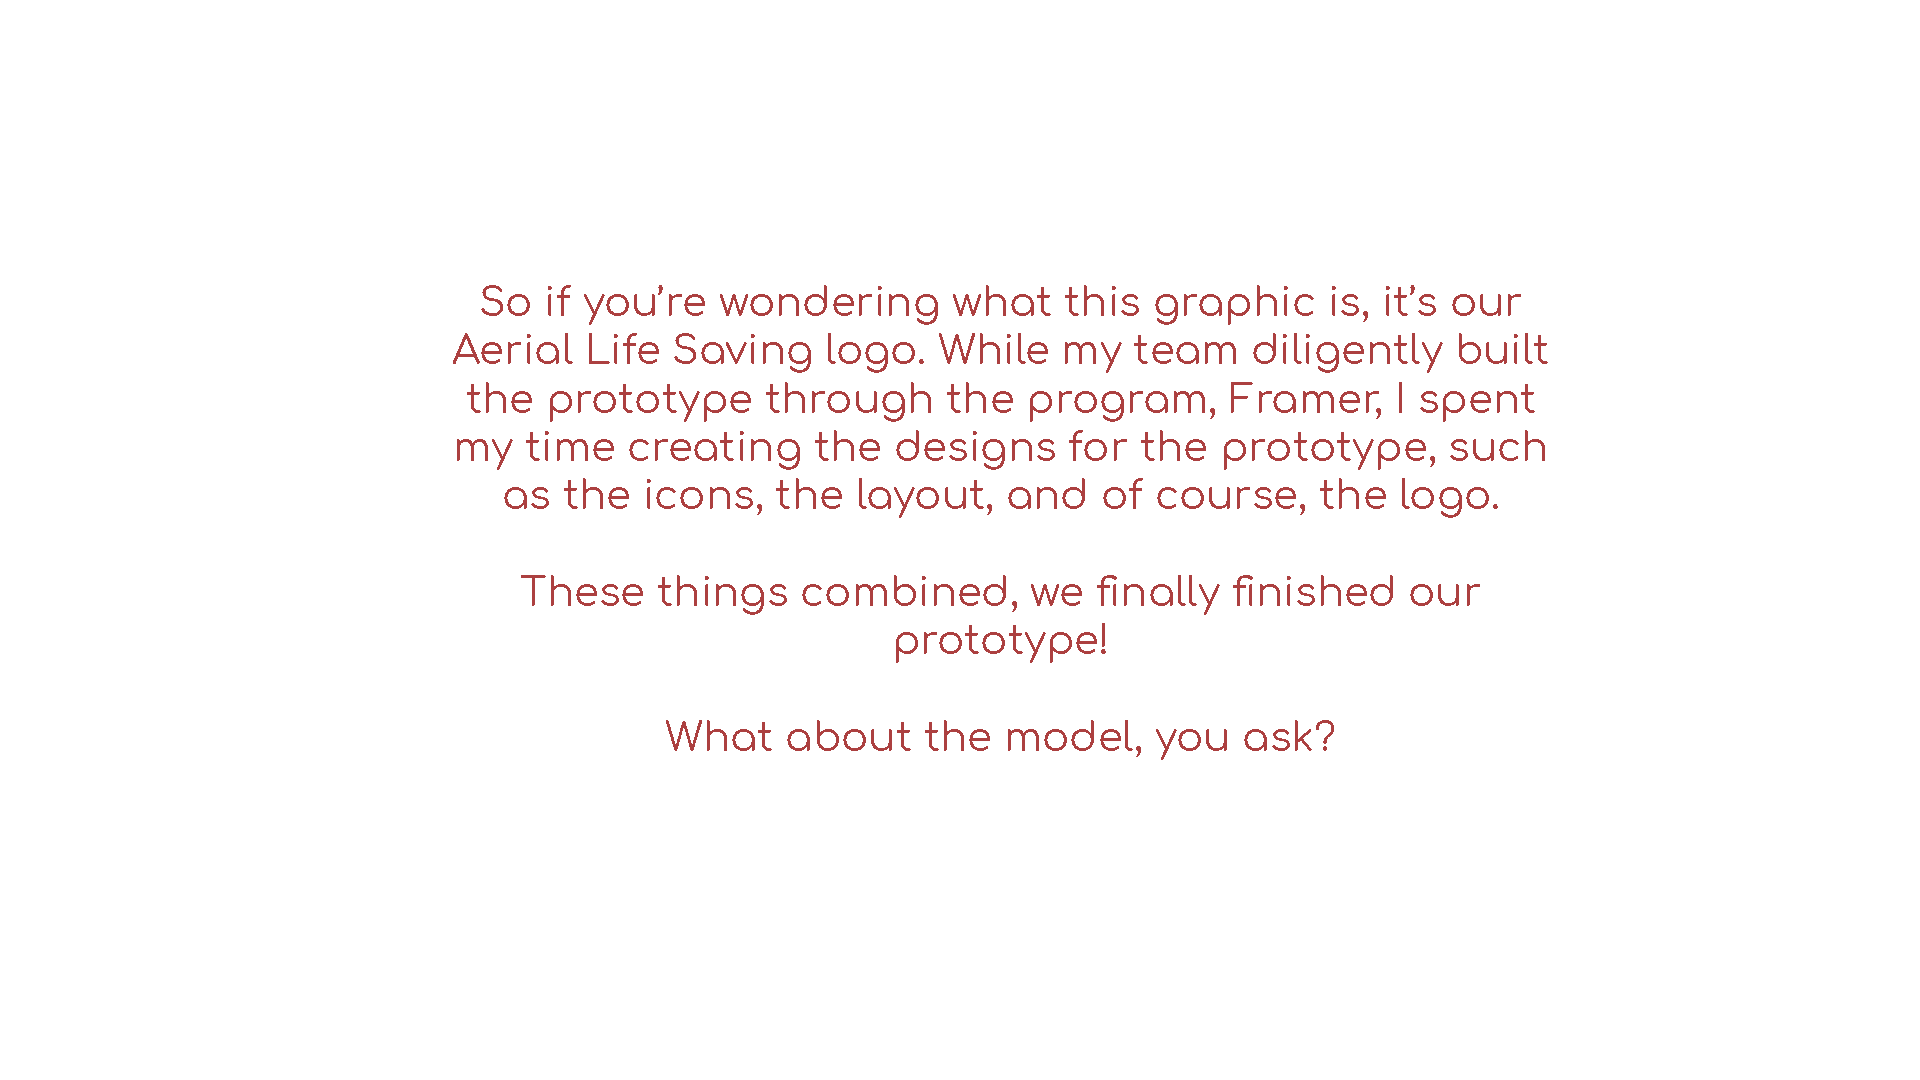 So if you’re wondering what this graphic is, it’s our
Aerial Life Saving logo. While my team diligently built
the prototype through the program, Framer, I spent
my time creating the designs for the prototype, such
as the icons, the layout, and of course, the logo.
These things combined, we finally finished our
prototype!
What about the model, you ask?